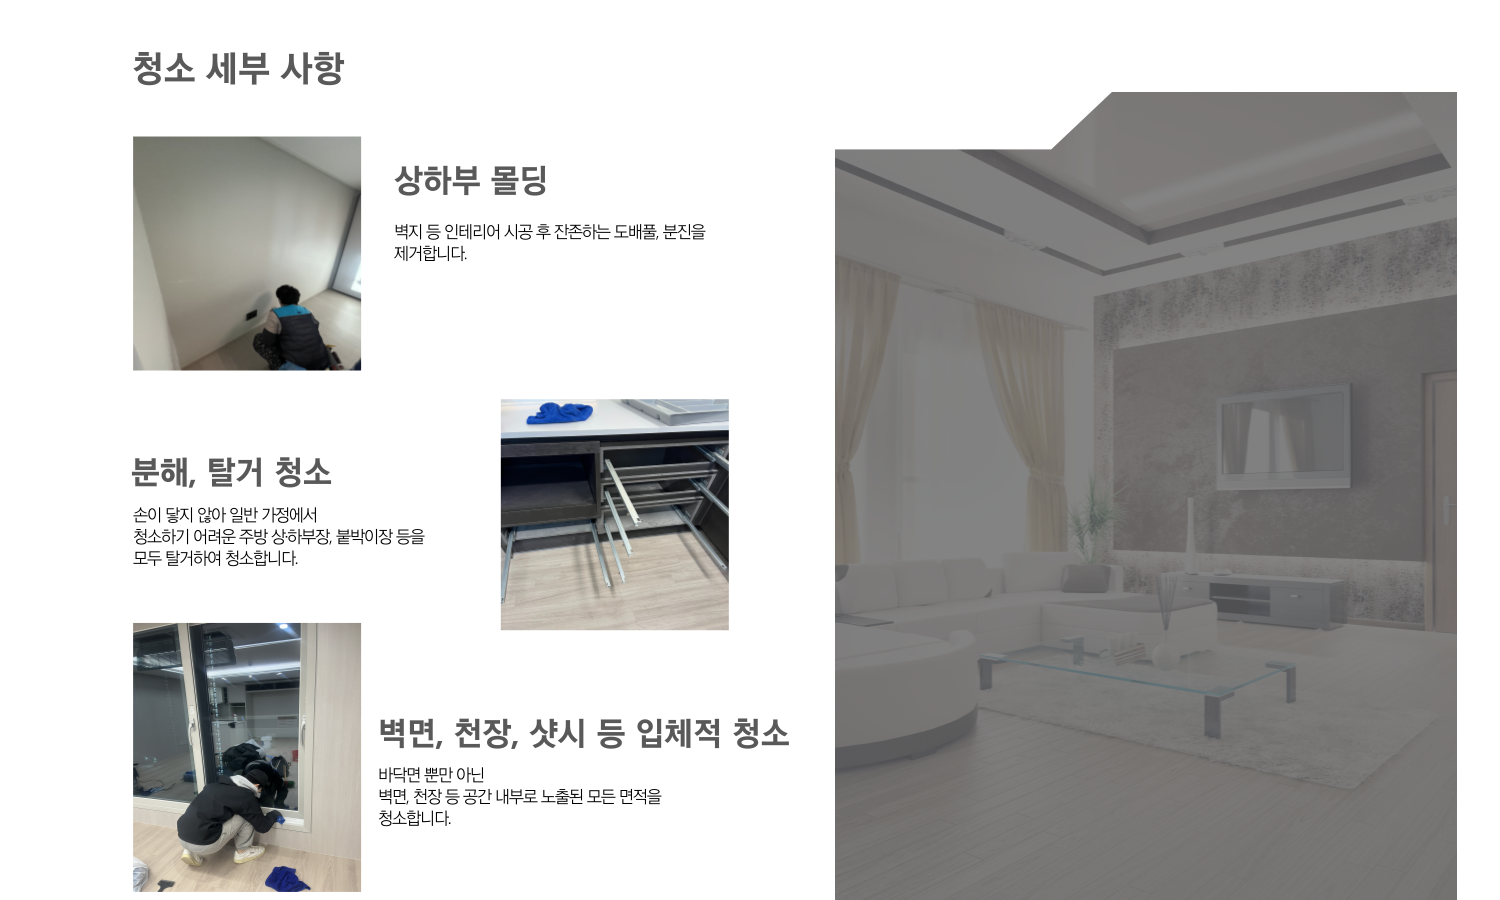 청소 세부 사항
상하부 몰딩
벽지 등 인테리어 시공 후 잔존하는 도배풀, 분진을
제거합니다.
분해, 탈거 청소
손이 닿지 않아 일반 가정에서
청소하기 어려운 주방 상하부장, 붙박이장 등을
모두 탈거하여 청소합니다.
벽면, 천장, 샷시 등 입체적 청소
바닥면 뿐만 아닌
벽면, 천장 등 공간 내부로 노출된 모든 면적을
청소합니다.